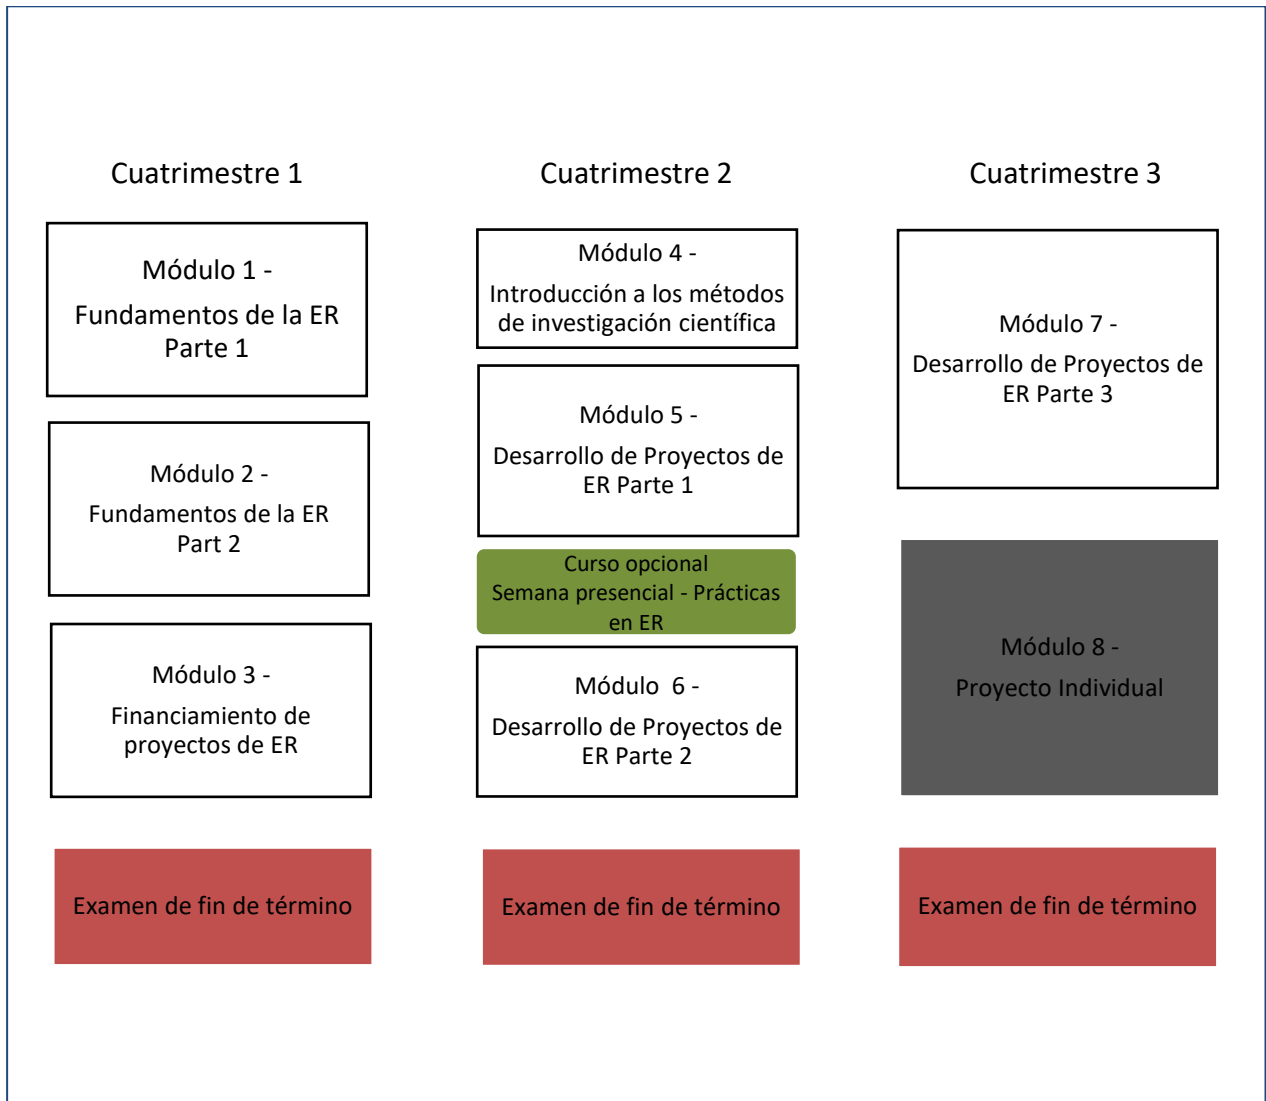 Cuatrimestre 1
Módulo 1 -
Fundamentos de la ER
Parte 1
Módulo 2 -
Fundamentos de la ER
Part 2
Módulo 3 -
Financiamiento de
proyectos de ER
Examen de fin de término
Cuatrimestre 2
Módulo 4 -
Introducción a los métodos
de investigación científica
Módulo 5 -
Desarrollo de Proyectos de
ER Parte 1
Curso opcional
Semana presencial - Prácticas
en ER
Módulo  6 -
Desarrollo de Proyectos de
ER Parte 2
Examen de fin de término
Cuatrimestre 3
Módulo 7 -
Desarrollo de Proyectos de
ER Parte 3
Módulo 8 -
Proyecto Individual
Examen de fin de término